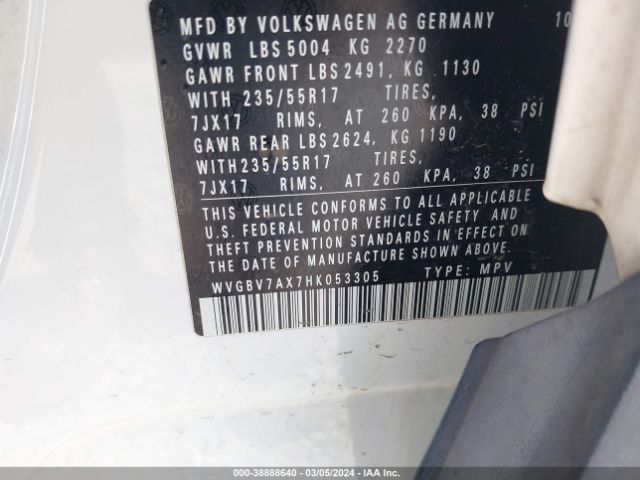 MFD BY VOLKSWAGEN AG GERMANY 10
GVWR LBS 5004 KG 2270
GAWR FRONT LBS 2491, KG 1130
WITH 235/55R17 TIRES,
7JX17 RIMS, AT 260 KPA, 38 PSI
GAWR REAR LBS 2624, KG 1190
WITH 235/55R17 TIRES,
7JX17 RIMS, AT 260 KPA, 38 PSI
THIS VEHICLE CONFORMS TO ALL APPLICABLE
U.S. FEDERAL MOTOR VEHICLE SAFETY AND
THEFT PREVENTION STANDARDS IN EFFECT ON
THE DATE OF MANUFACTURE SHOWN ABOVE.
WVGBV7AX7HK053305 TYPE: MPV
000-38888640 - 03/05/2024 - IAA Inc.